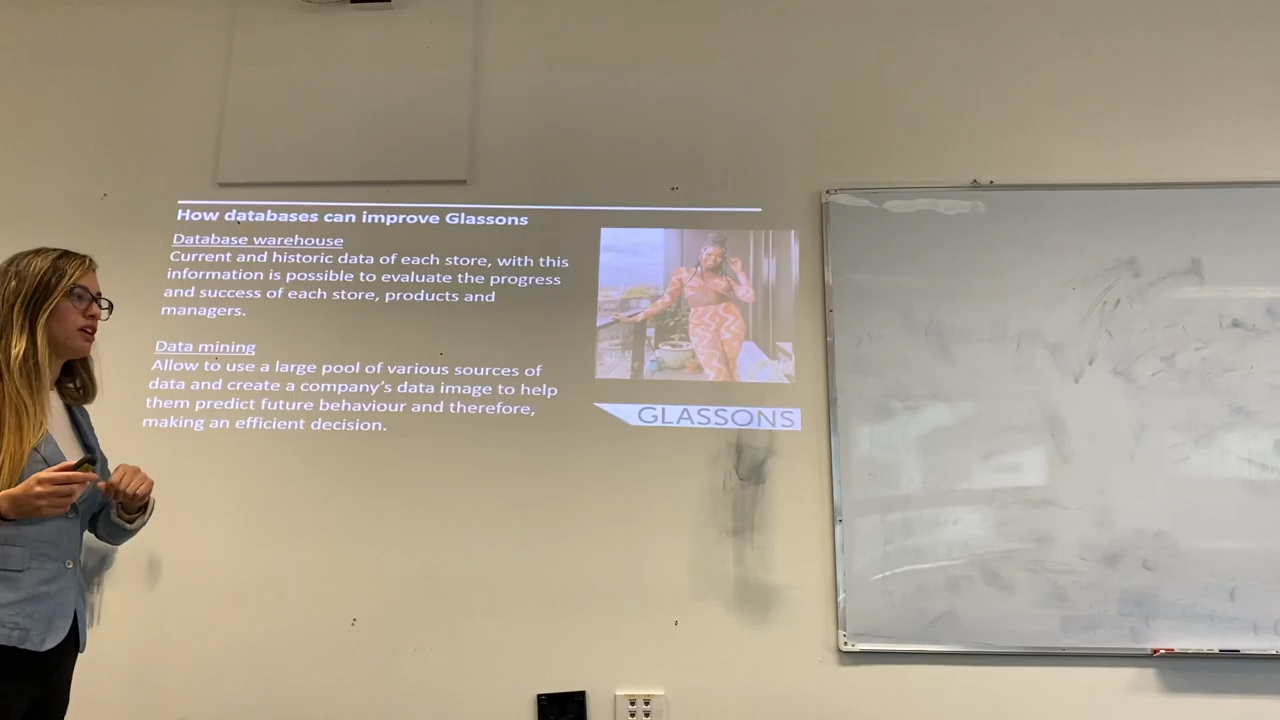 How databases can improve Glassons
Database warehouse
Current and historic data of each store, with this
information is possible to evaluate the progress
and success of each store, products and
managers.
Data mining
Allow to use a large pool of various sources of
data and create a company's data image to help
them predict future behaviour and therefore,
making an efficient decision.
GLASSONS